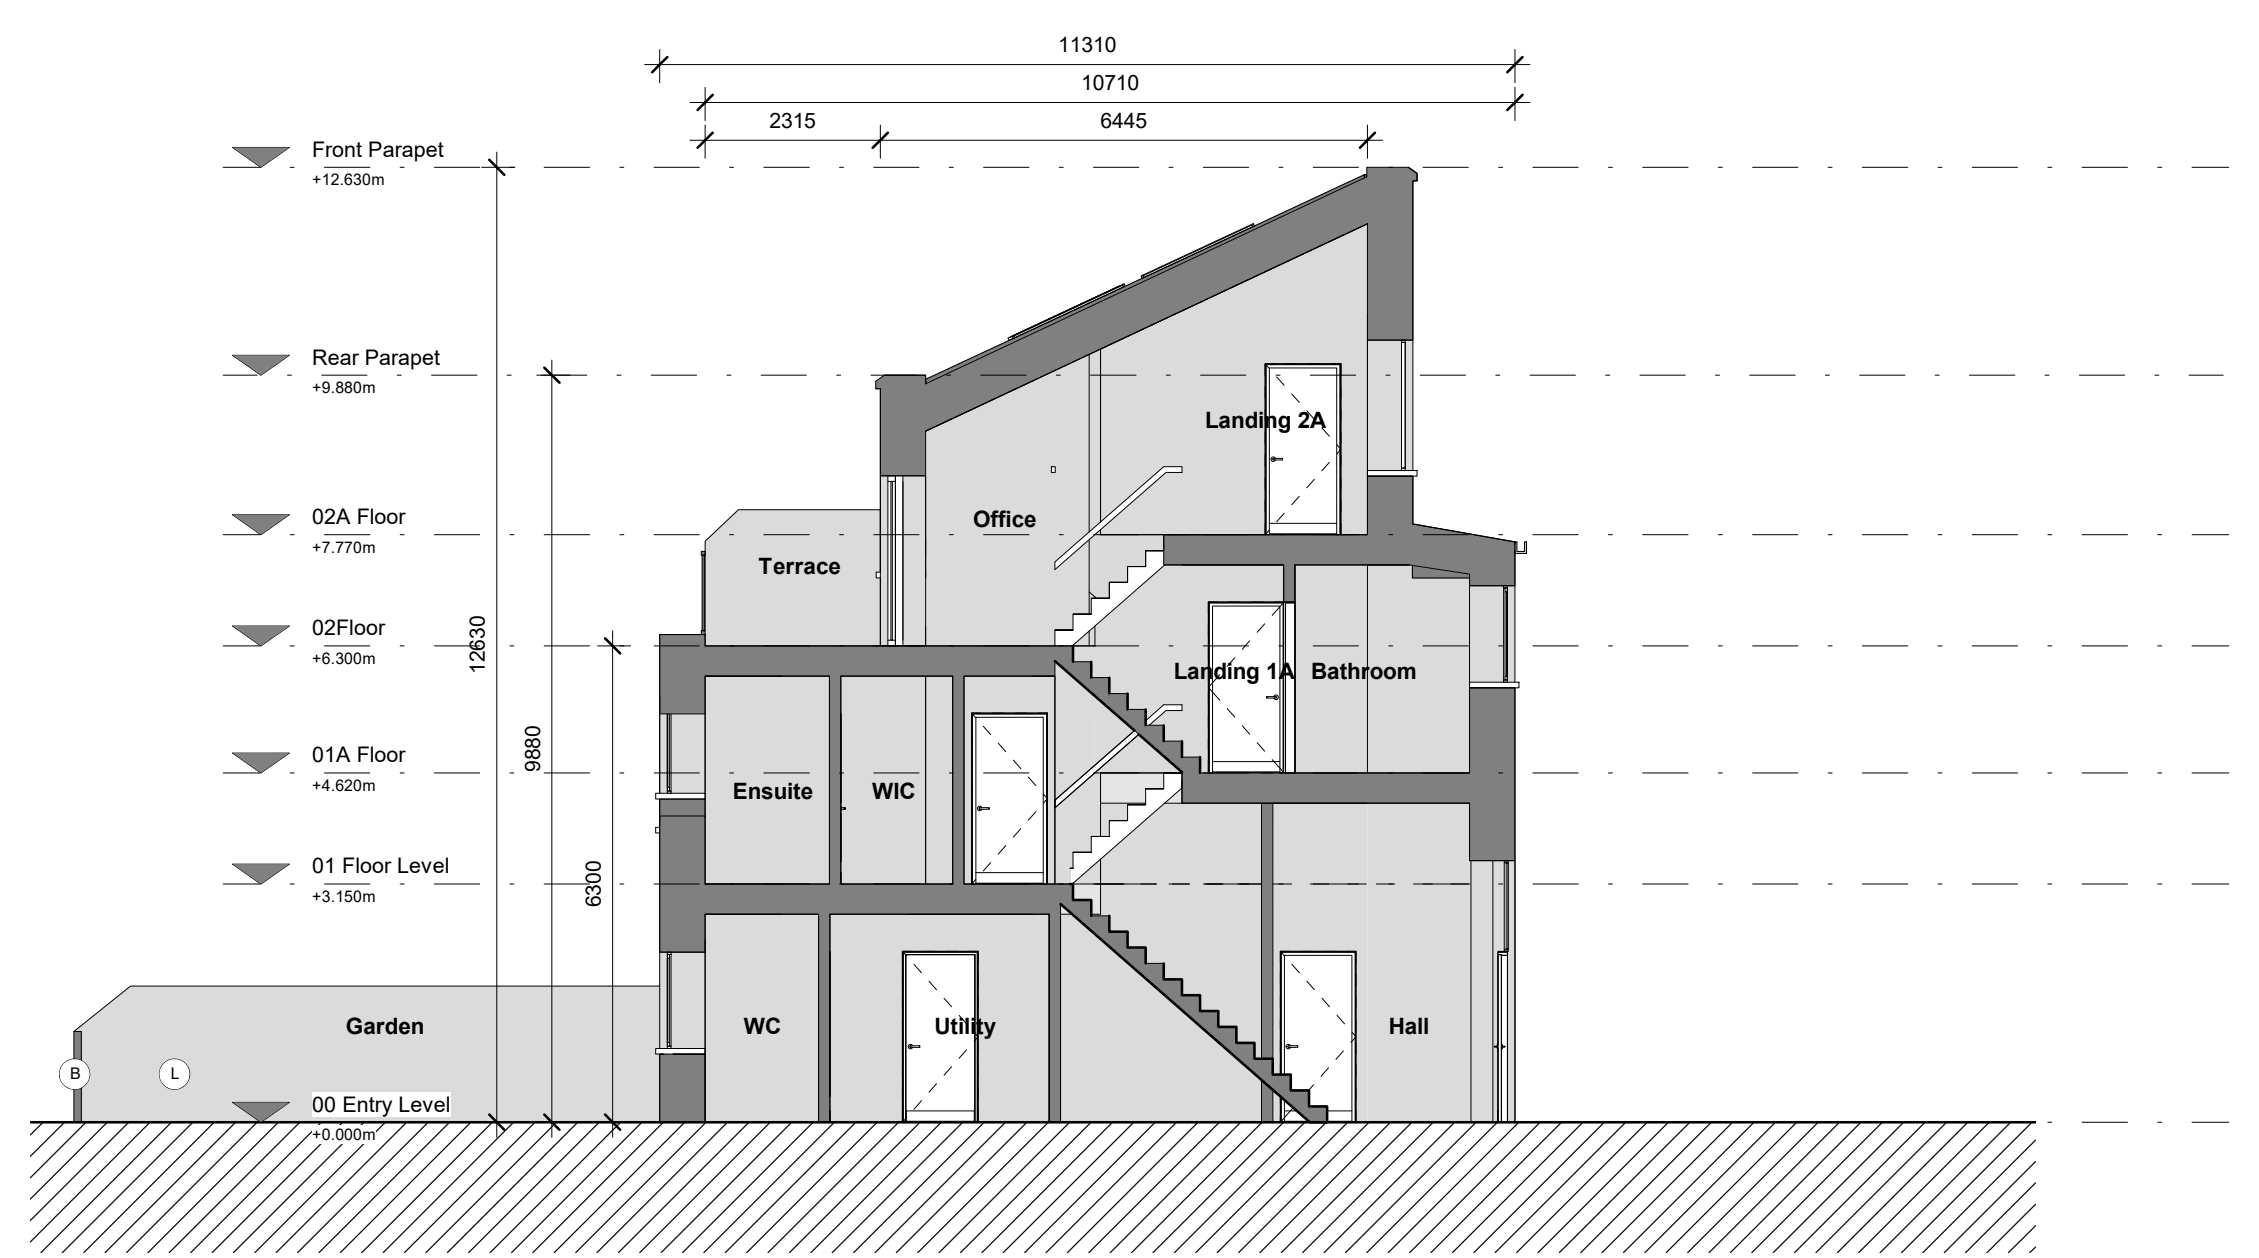 11310
10710
2315
6445
Front Parapet
+12.630m
Rear Parapet
+9.880m
Landing 2A
02A Floor
+7.770m
Office
Terrace
02Floor
+6.300m
12630
Landing 1A
Bathroom
9880
01A Floor
+4.620m
Ensuite
WIC
01 Floor Level
+3.150m
6300
Garden
WC
Utility
Hall
B
L
00 Entry Level
+0.000m